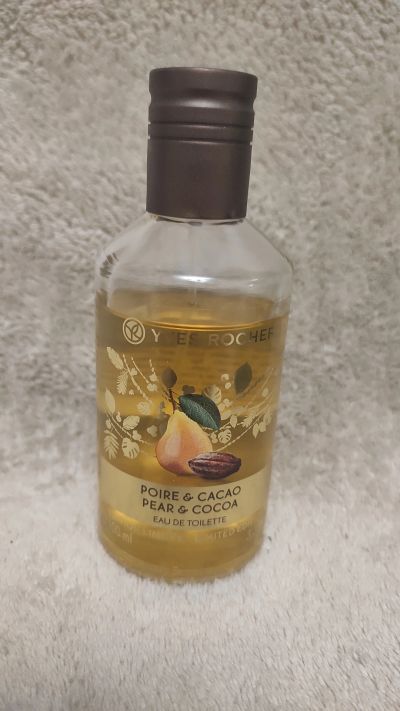 YVES ROCHER
POIRE & CACAO
PEAR & COCOA
EAU DE TOILETTE